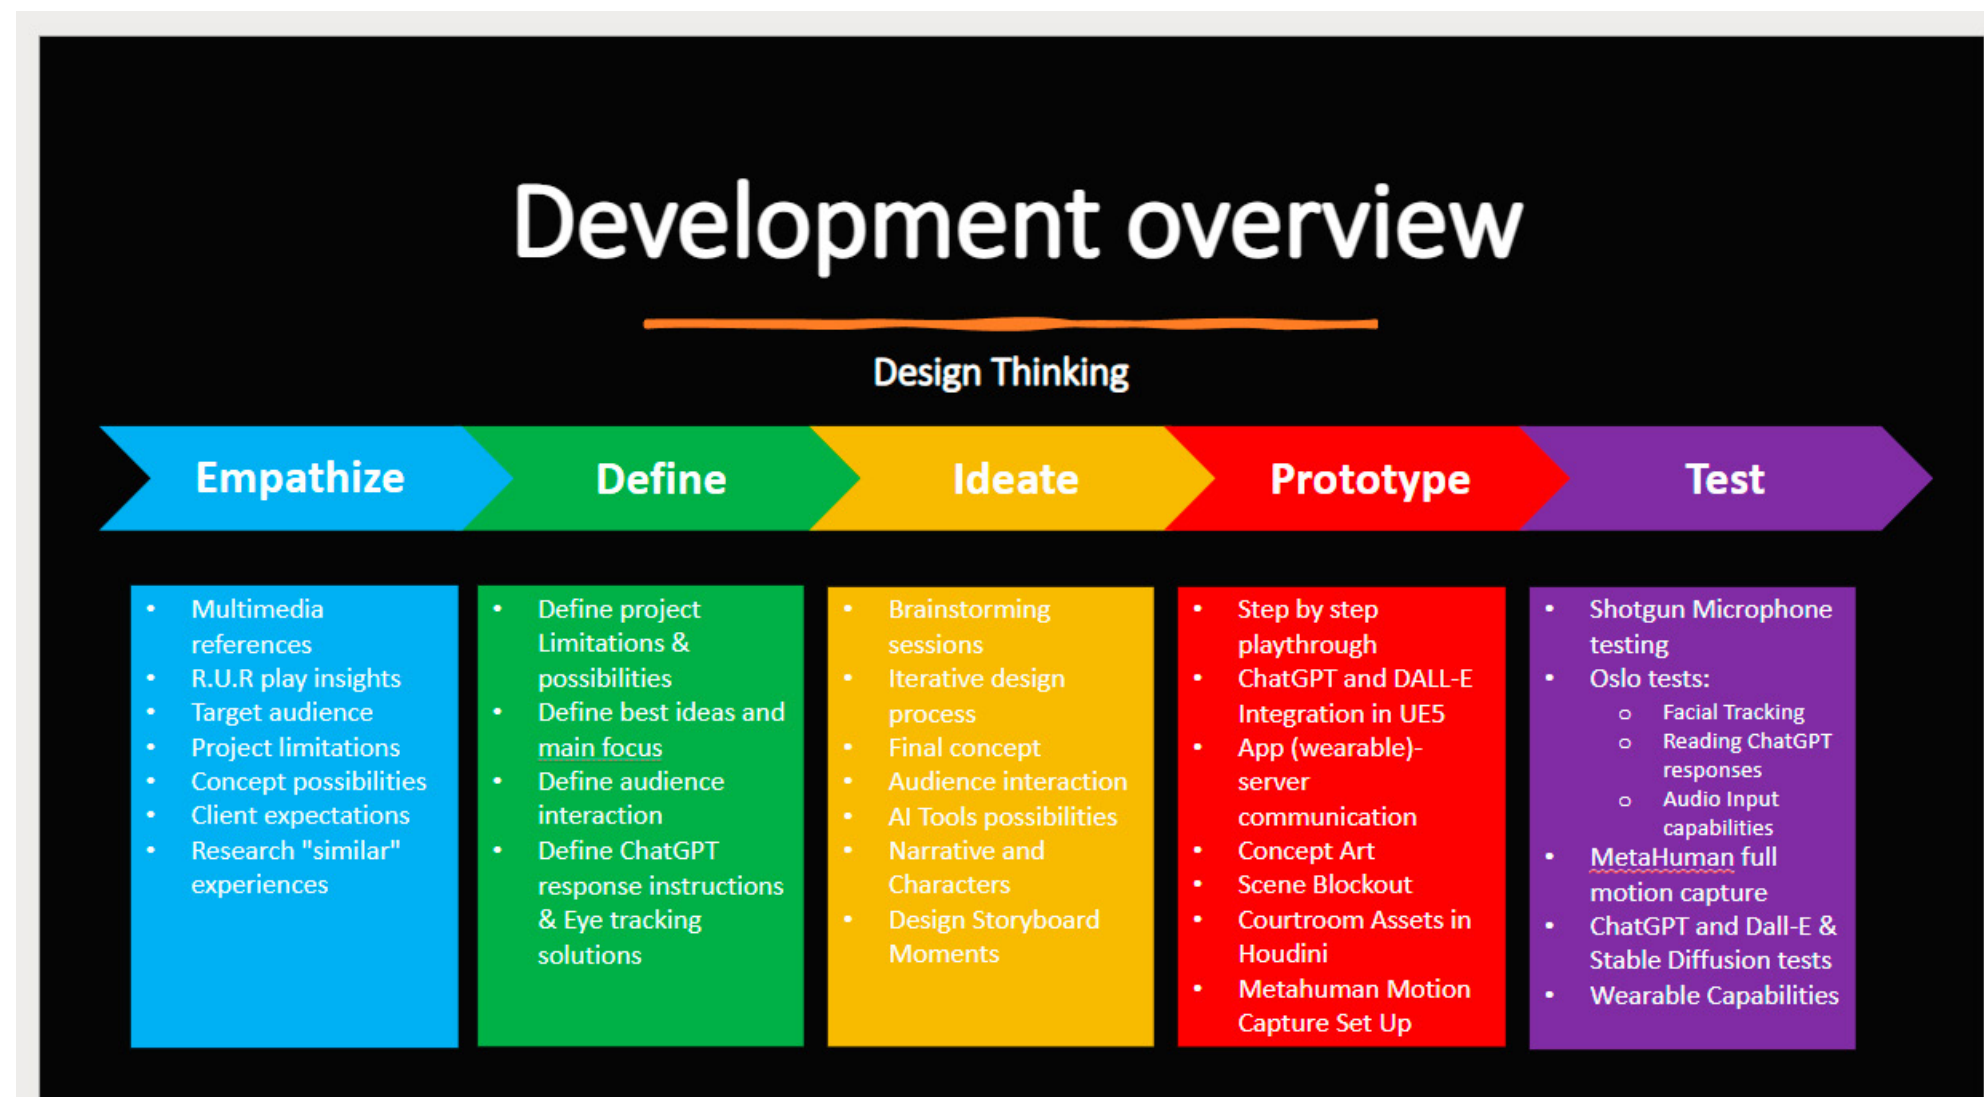 Development overview
Design Thinking
Empathize
Define
Ideate
Prototype
Test
• Multimedia
references
• R.U.R play insights
• Target audience
• Project limitations
• Concept possibilities
• Client expectations
• Research "similar"
experiences
• Define project
Limitations &
possibilities
• Define best ideas and
main focus
• Define audience
interaction
• Define ChatGPT
response instructions
& Eye tracking
solutions
• Brainstorming
sessions
• Iterative design
process
• Final concept
• Audience interaction
• AI Tools possibilities
• Narrative and
Characters
• Design Storyboard
Moments
• Step by step
playthrough
• ChatGPT and DALL-E
Integration in UE5
• App (wearable)-
server
communication
• Concept Art
• Scene Blockout
• Courtroom Assets in
Houdini
• Metahuman Motion
Capture Set Up
• Shotgun Microphone
testing
• Oslo tests:
o Facial Tracking
o Reading ChatGPT
responses
o Audio Input
capabilities
• MetaHuman full
motion capture
• ChatGPT and Dall-E &
Stable Diffusion tests
• Wearable Capabilities